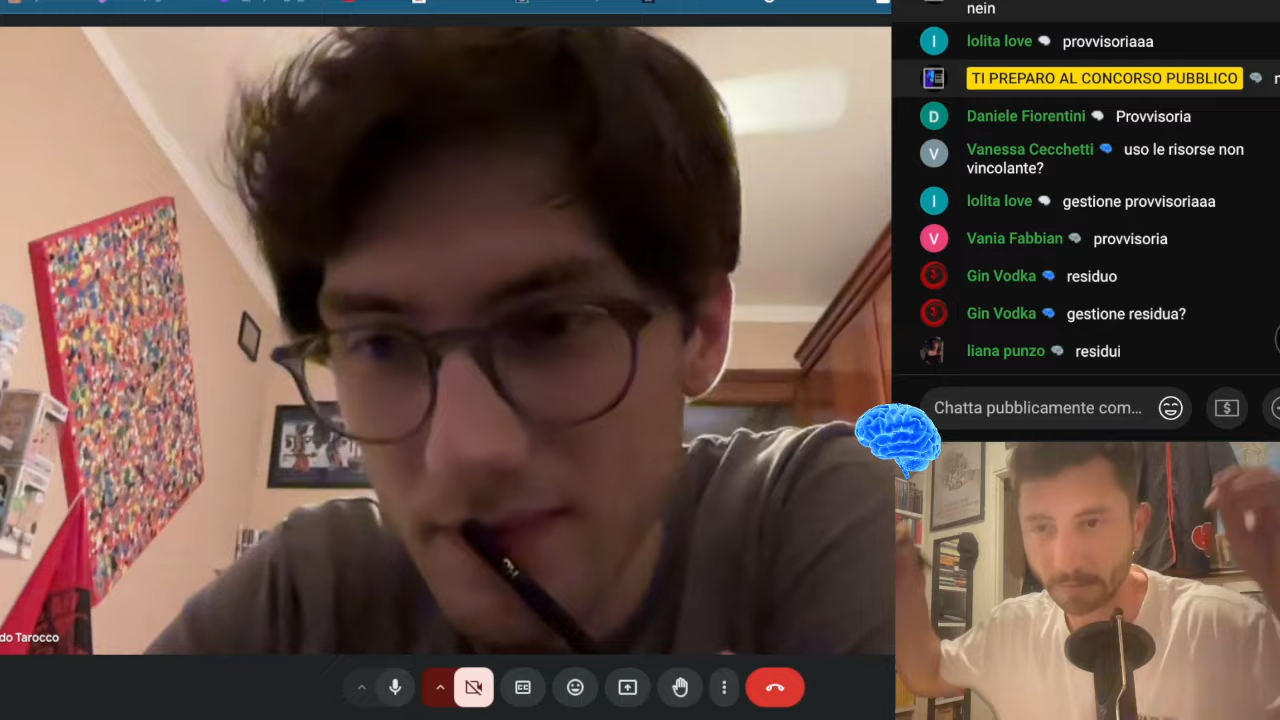 nein
lolita love provvisoriaaa
TI PREPARO AL CONCORSO PUBBLICO
D Daniele Fiorentini Provvisoria
V Vanessa Cecchetti uso le risorse non
vincolante?
lolita love gestione provvisoriaaa
V Vania Fabbian provvisoria
Gin Vodka residuo
Gin Vodka gestione residua?
liana punzo residui
Chatta pubblicamente com...
do Tarocco